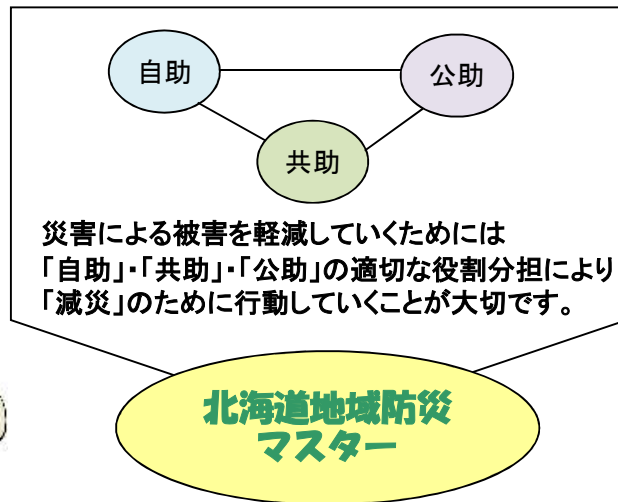 自助
公助
共助
災害による被害を軽減していくためには
「自助」・「共助」・「公助」の適切な役割分担により
「減災」のために行動していくことが大切です。
北海道地域防災
マスター